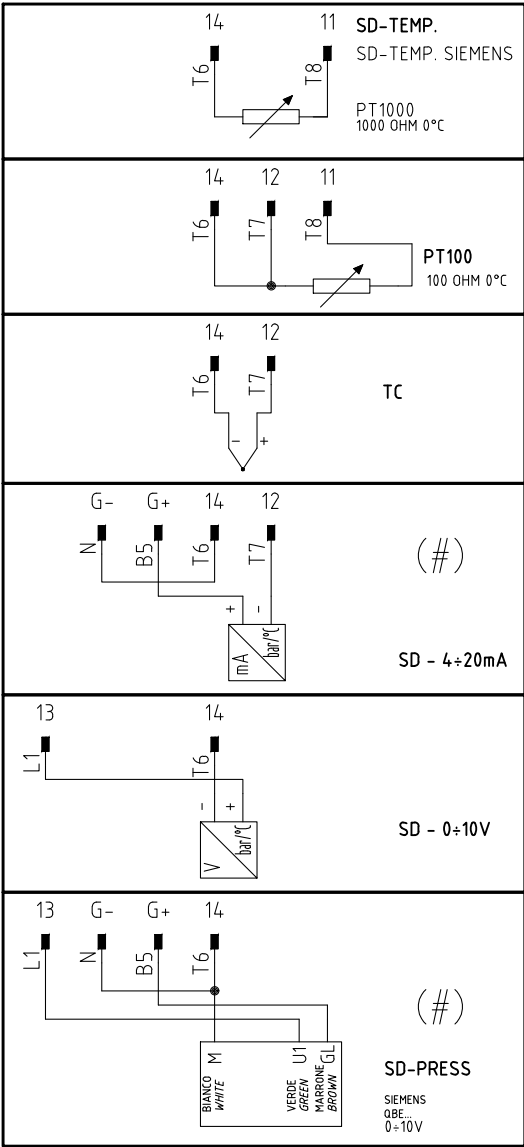 14 11 SD-TEMP.
T6 T8 SD-TEMP. SIEMENS
PT1000
1000 OHM 0°C
14 12 11
T6 T7 T8
PT100
100 OHM 0°C
14 12
T6 T7
TC
- +
G- G+ 14 12
N B5 T6 T7
(#)
+ -
mA bar/°C
SD - 4÷20mA
13 14
L1 T6
- +
V bar/°C
SD - 0÷10V
13 G- G+ 14
L1 N B5 T6
(#)
M U1 GL
BIANCO VERDE MARRONE
WHITE GREEN BROWN
SD-PRESS
SIEMENS
QBE...
0÷10V